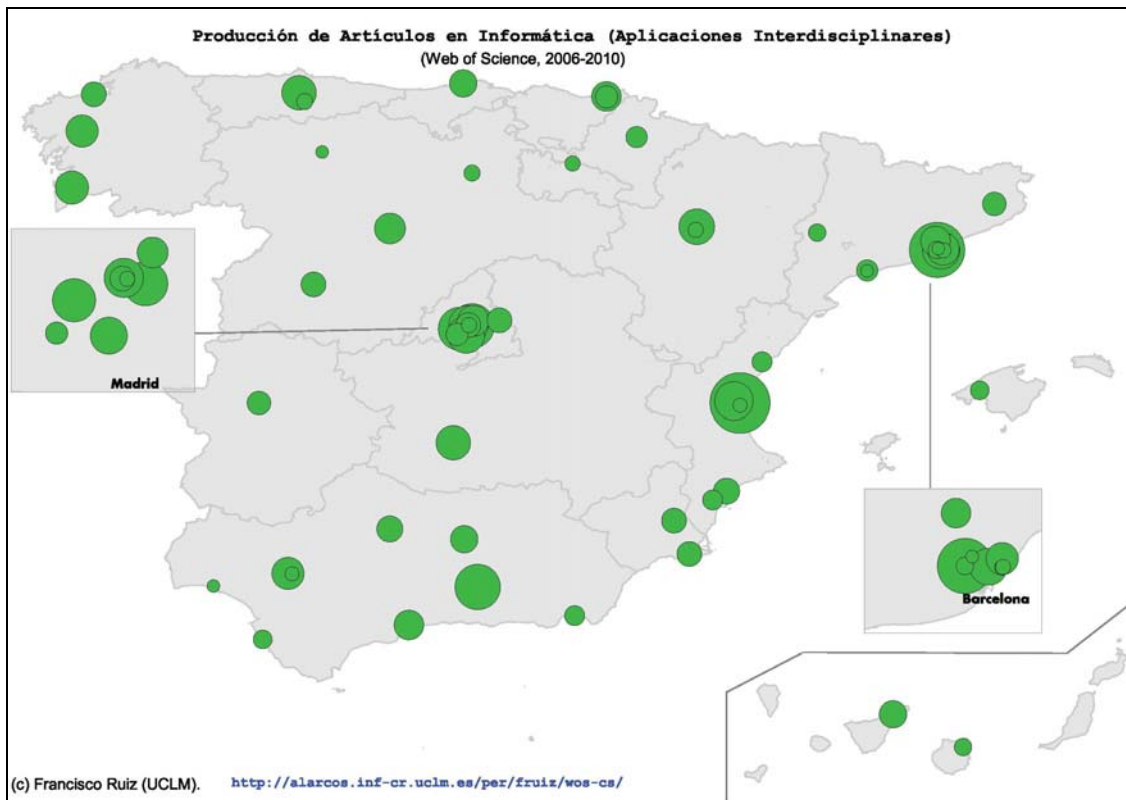 Producción de Artículos en Informática (Aplicaciones Interdisciplinares)
(Web of Science, 2006-2010)
Madrid
Barcelona
(c) Francisco Ruiz (UCLM). http://alarcos.inf-cr.uclm.es/per/fruiz/wos-cs/